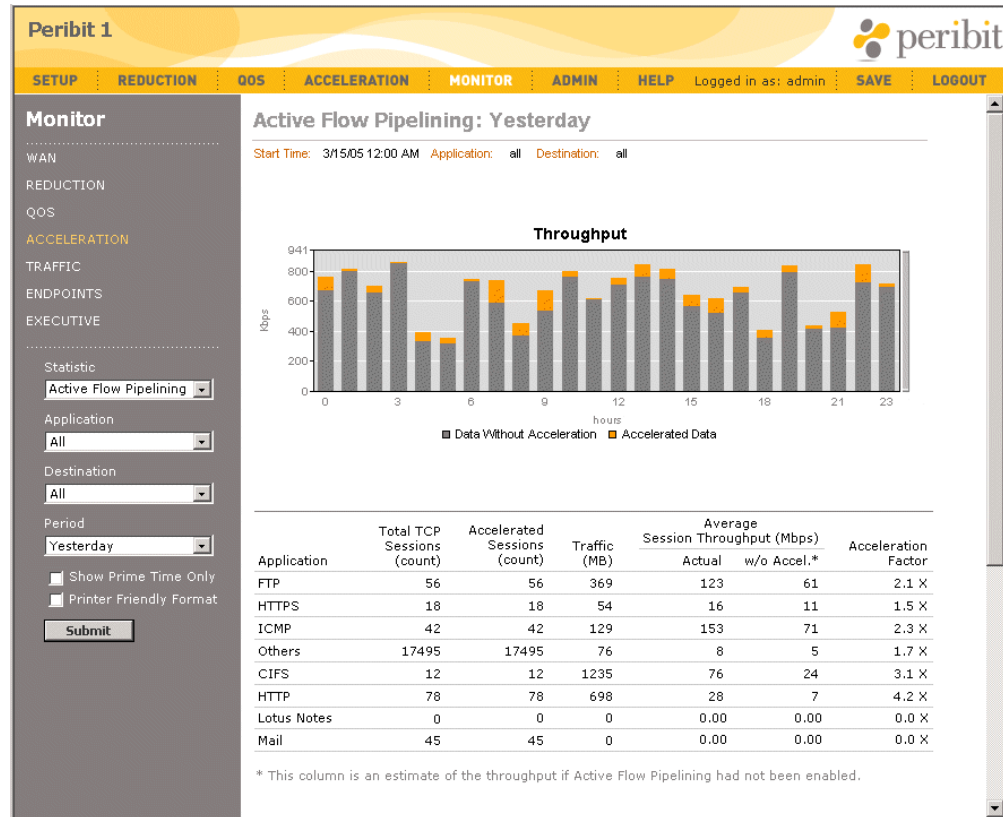 Peribit 1
peribit
SETUP REDUCTION QOS ACCELERATION MONITOR ADMIN HELP Logged in as: admin SAVE LOGOUT
Monitor
WAN
REDUCTION
QOS
ACCELERATION
TRAFFIC
ENDPOINTS
EXECUTIVE
Statistic
Active Flow Pipelining
Application
All
Destination
All
Period
Yesterday
Show Prime Time Only
Printer Friendly Format
Submit
Active Flow Pipelining: Yesterday
Start Time: 3/15/05 12:00 AM Application: all Destination: all
Throughput
941
800
600
400
200
0
Kbps
0 3 6 9 12 15 18 21 23
hours
Data Without Acceleration Accelerated Data
Average
Total TCP Accelerated Session Throughput (Mbps)
Sessions Sessions Traffic Acceleration
Application (count) (count) (MB) Actual w/o Accel.* Factor
FTP 56 56 369 123 61 2.1 X
HTTPS 18 18 54 16 11 1.5 X
ICMP 42 42 129 153 71 2.3 X
Others 17495 17495 76 8 5 1.7 X
CIFS 12 12 1235 76 24 3.1 X
HTTP 78 78 698 28 7 4.2 X
Lotus Notes 0 0 0 0.00 0.00 0.0 X
Mail 45 45 0 0.00 0.00 0.0 X
* This column is an estimate of the throughput if Active Flow Pipelining had not been enabled.